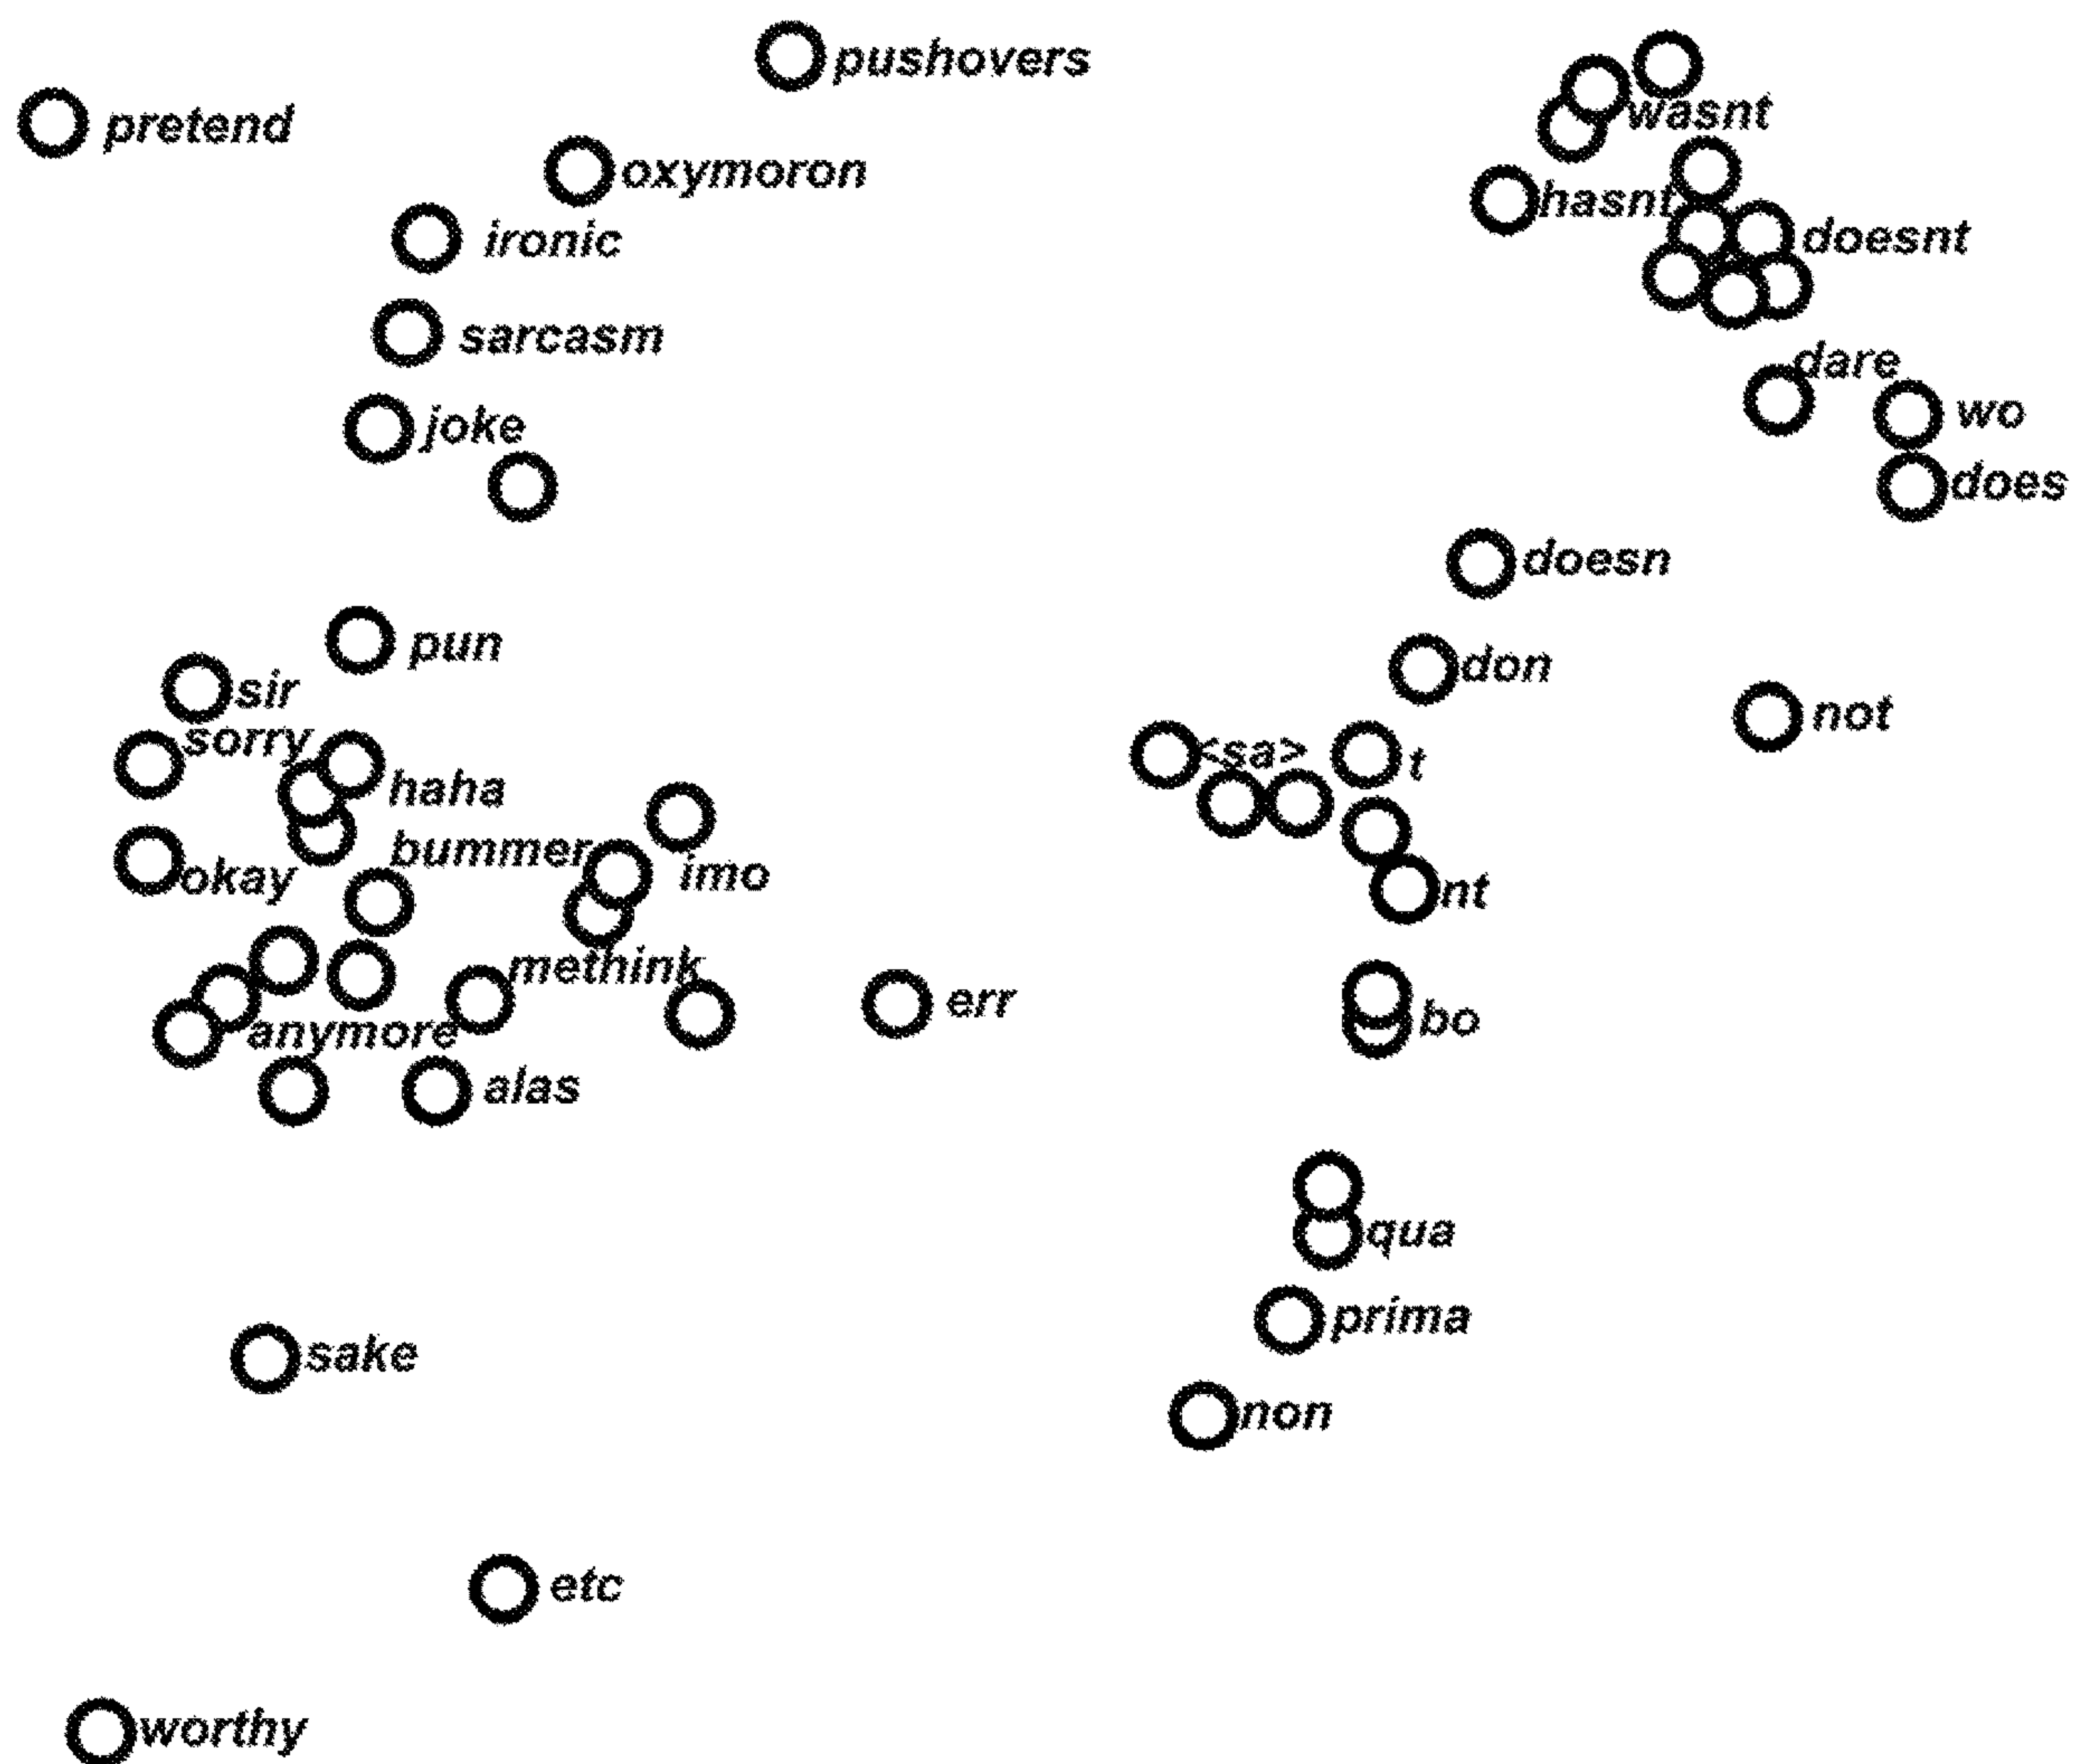 pushovers
pretend
wasnt
oxymoron
hasnt
ironic
doesnt
sarcasm
dare
wo
joke
does
doesn
pun
don
sir
not
sorry
<sa>
t
haha
bummer
imo
okay
nt
methink
err
anymore
bo
alas
qua
prima
sake
non
etc
worthy